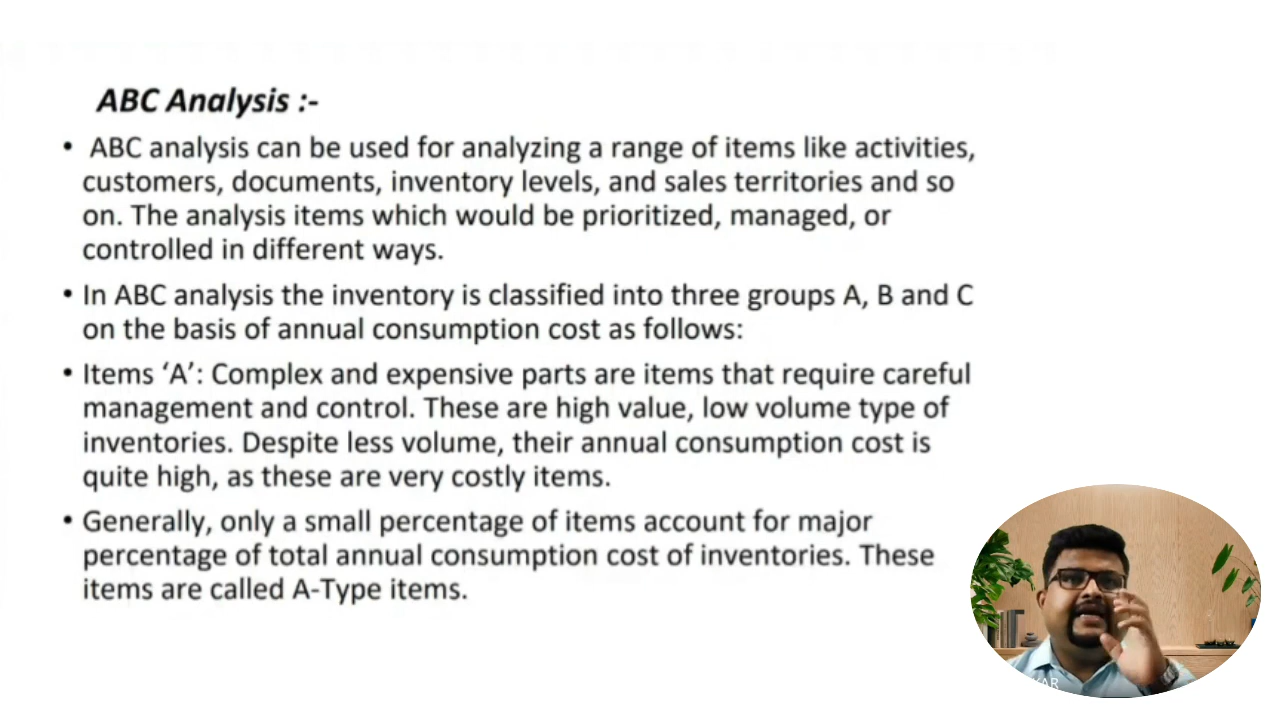 ABC Analysis :-
• ABC analysis can be used for analyzing a range of items like activities,
customers, documents, inventory levels, and sales territories and so
on. The analysis items which would be prioritized, managed, or
controlled in different ways.
• In ABC analysis the inventory is classified into three groups A, B and C
on the basis of annual consumption cost as follows:
• Items ‘A’: Complex and expensive parts are items that require careful
management and control. These are high value, low volume type of
inventories. Despite less volume, their annual consumption cost is
quite high, as these are very costly items.
• Generally, only a small percentage of items account for major
percentage of total annual consumption cost of inventories. These
items are called A-Type items.